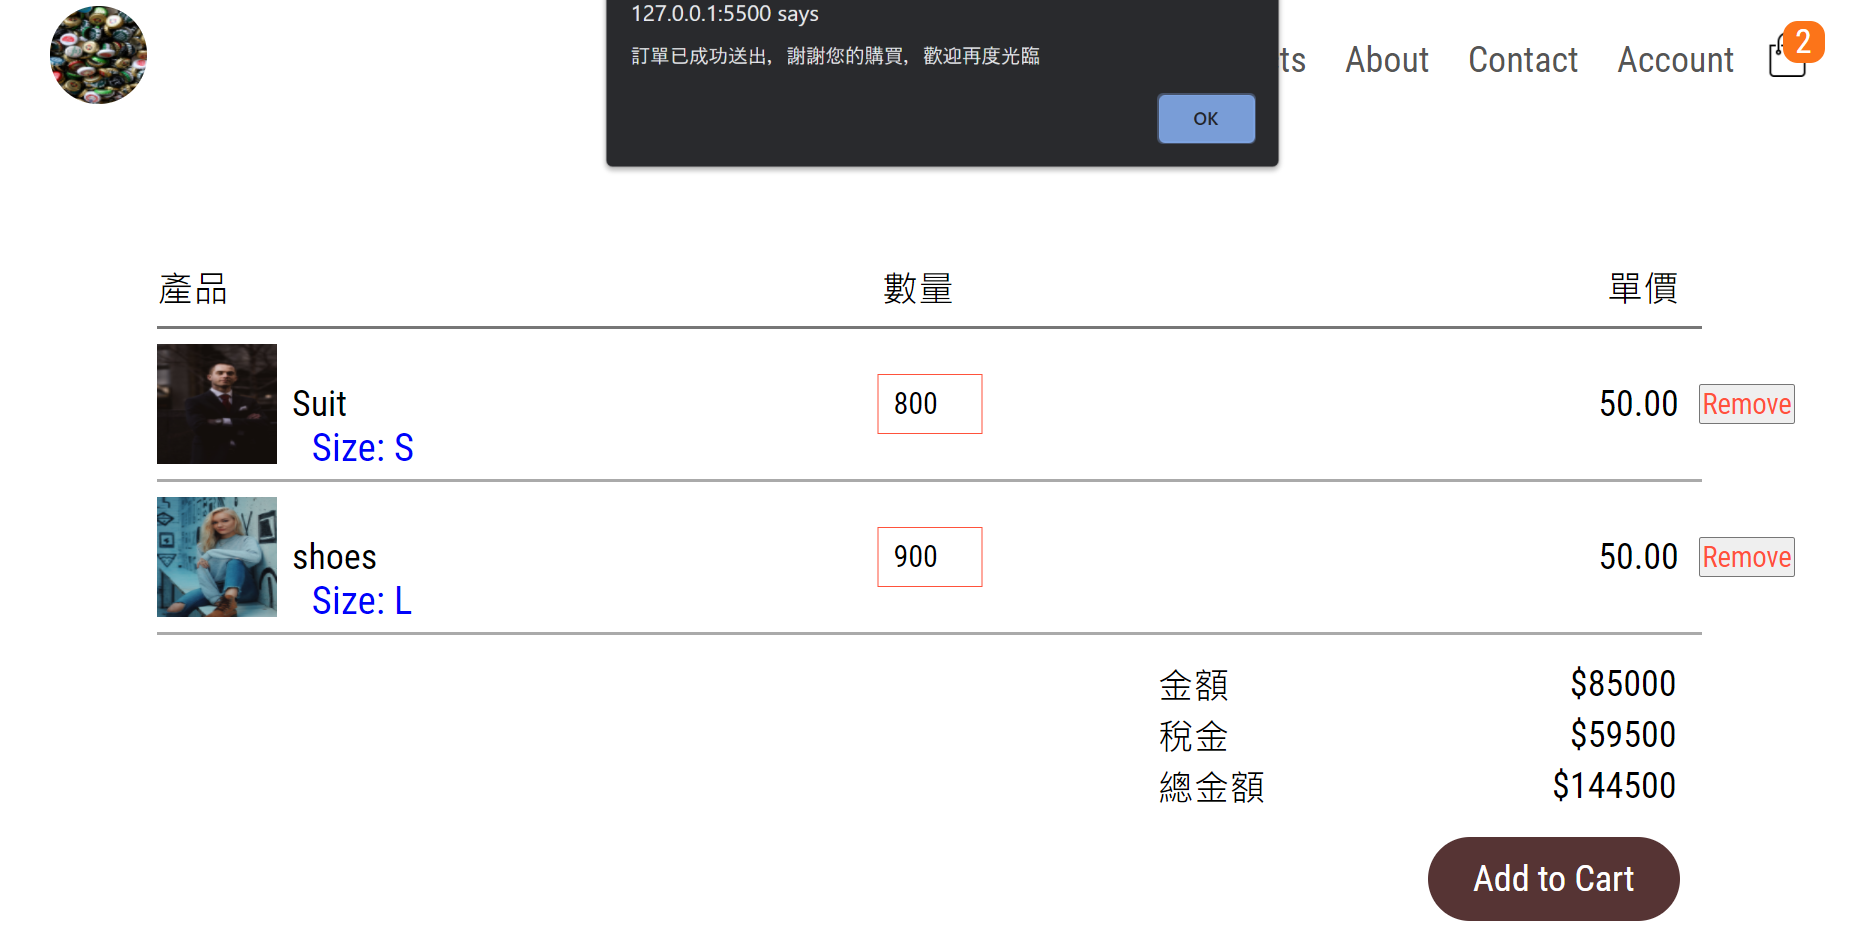 127.0.0.1:5500 says
訂單已成功送出，謝謝您的購買，歡迎再度光臨
OK
ts About Contact Account 2
產品 數量 單價
Suit 800 50.00 Remove
Size: S
shoes 900 50.00 Remove
Size: L
金額 $85000
稅金 $59500
總金額 $144500
Add to Cart